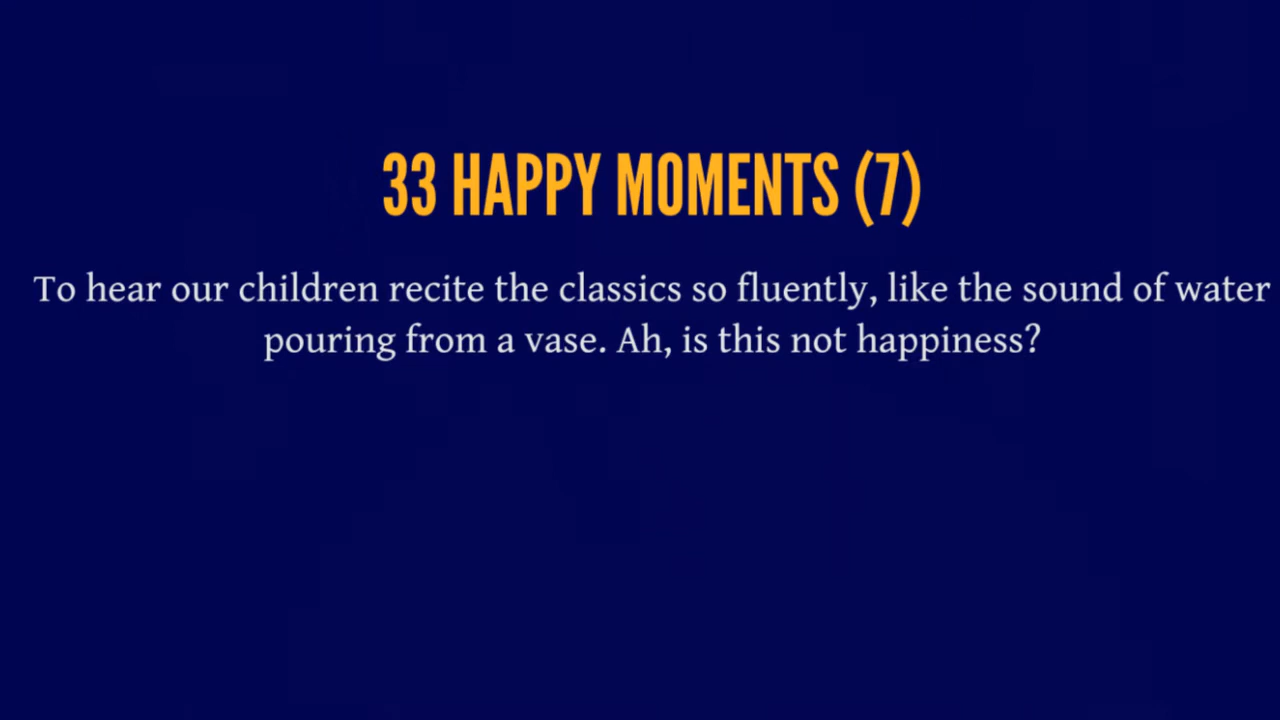 33 HAPPY MOMENTS (7)
To hear our children recite the classics so fluently, like the sound of water
pouring from a vase. Ah, is this not happiness?